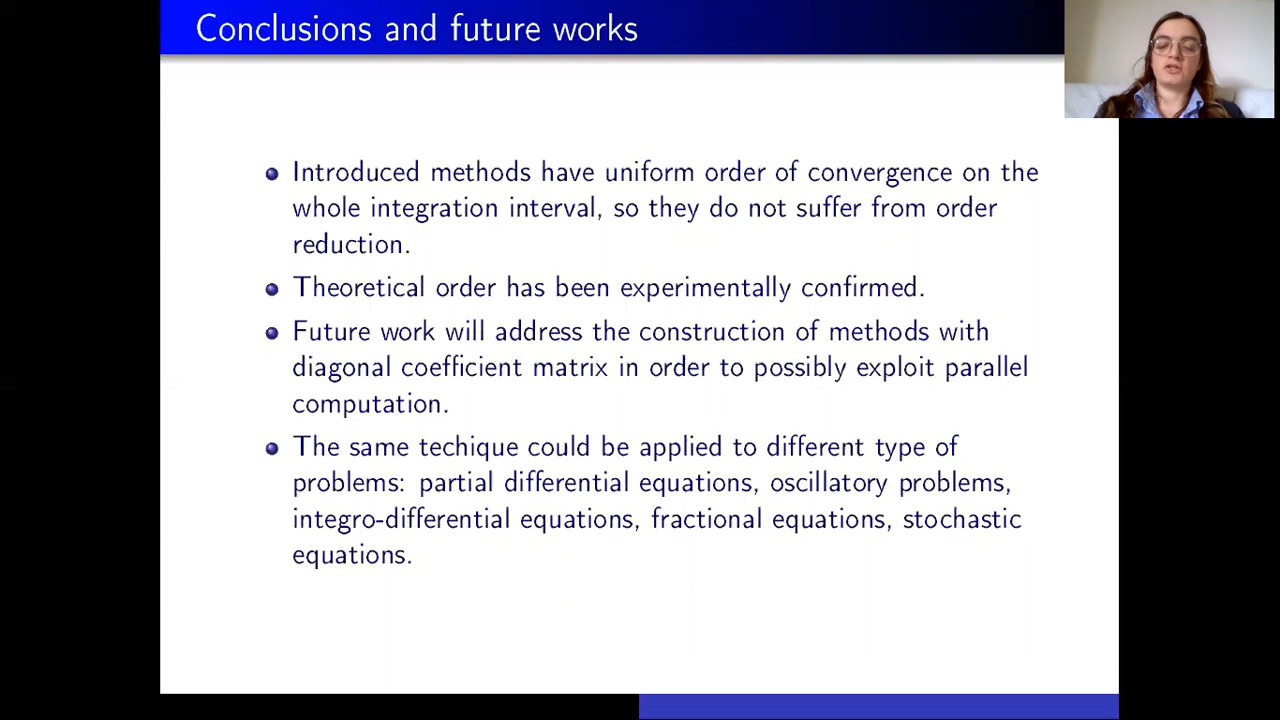 Conclusions and future works
Introduced methods have uniform order of convergence on the
whole integration interval, so they do not suffer from order
reduction.
Theoretical order has been experimentally confirmed.
Future work will address the construction of methods with
diagonal coefficient matrix in order to possibly exploit parallel
computation.
The same techique could be applied to different type of
problems: partial differential equations, oscillatory problems,
integro-differential equations, fractional equations, stochastic
equations.